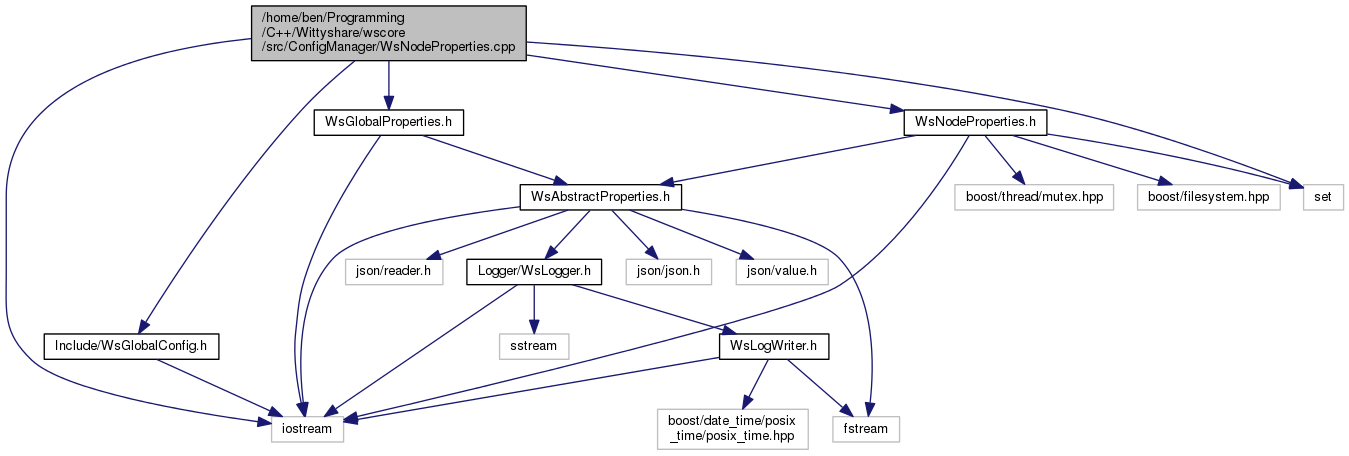 /home/ben/Programming
/C++/Wittyshare/wscore
/src/ConfigManager/WsNodeProperties.cpp
WsGlobalProperties.h
WsNodeProperties.h
WsAbstractProperties.h
boost/thread/mutex.hpp
boost/filesystem.hpp
set
json/reader.h
Logger/WsLogger.h
json/json.h
json/value.h
Include/WsGlobalConfig.h
sstream
WsLogWriter.h
iostream
boost/date_time/posix
_time/posix_time.hpp
fstream